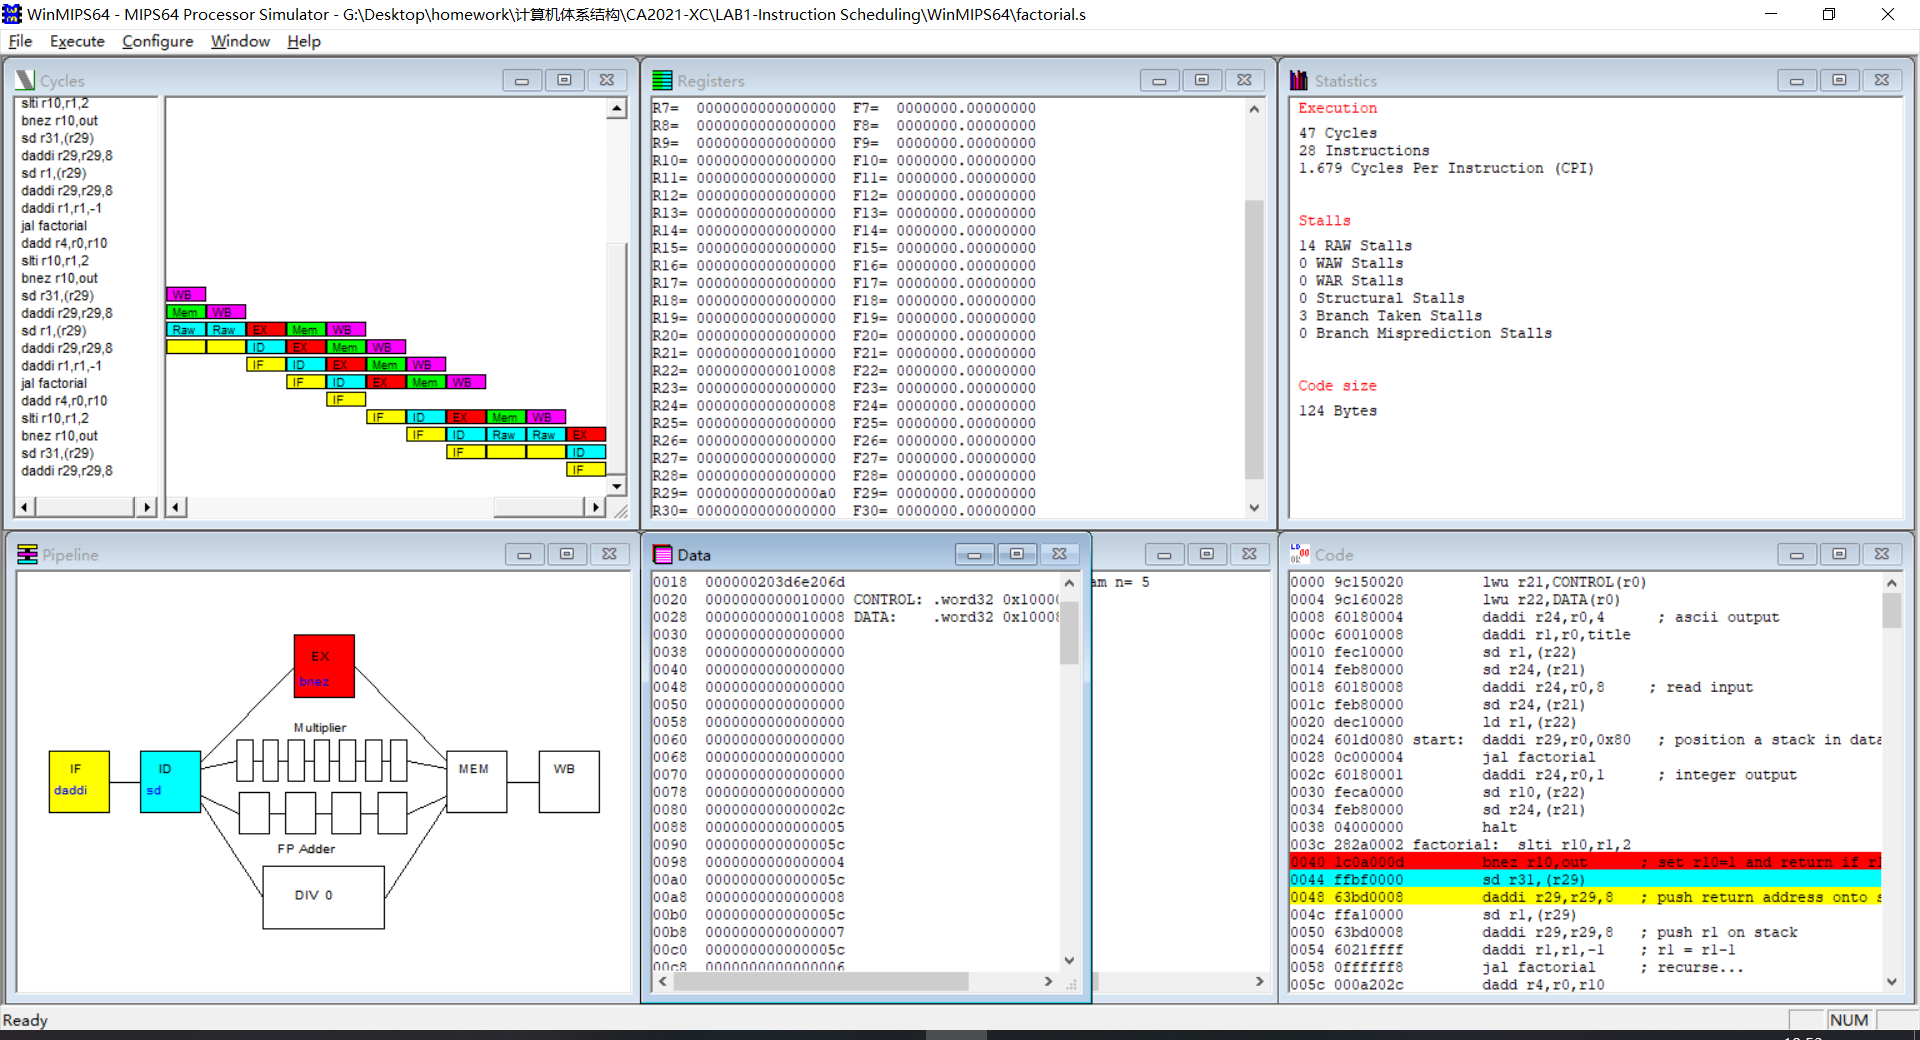 WinMIPS64 - MIPS64 Processor Simulator - G:\Desktop\homework\计算机体系结构\CA2021-XC\LAB1-Instruction Scheduling\WinMIPS64\factorial.s
File Execute Configure Window Help
Cycles
slti r10,r1,2
bnez r10,out
sd r31,(r29)
daddi r29,r29,8
sd r1,(r29)
daddi r29,r29,8
daddi r1,r1,-1
jal factorial
dadd r4,r0,r10
slti r10,r1,2
bnez r10,out
sd r31,(r29)
daddi r29,r29,8
sd r1,(r29)
daddi r29,r29,8
daddi r1,r1,-1
jal factorial
dadd r4,r0,r10
slti r10,r1,2
bnez r10,out
sd r31,(r29)
daddi r29,r29,8
WB
Mem WB
Raw Raw EX Mem WB
ID EX Mem WB
IF ID EX Mem WB
IF ID EX Mem WB
IF
IF ID EX Mem WB
IF ID Raw Raw EX
IF ID
IF
Registers
R7= 0000000000000000 F7= 0000000.00000000
R8= 0000000000000000 F8= 0000000.00000000
R9= 0000000000000000 F9= 0000000.00000000
R10= 0000000000000000 F10= 0000000.00000000
R11= 0000000000000000 F11= 0000000.00000000
R12= 0000000000000000 F12= 0000000.00000000
R13= 0000000000000000 F13= 0000000.00000000
R14= 0000000000000000 F14= 0000000.00000000
R15= 0000000000000000 F15= 0000000.00000000
R16= 0000000000000000 F16= 0000000.00000000
R17= 0000000000000000 F17= 0000000.00000000
R18= 0000000000000000 F18= 0000000.00000000
R19= 0000000000000000 F19= 0000000.00000000
R20= 0000000000000000 F20= 0000000.00000000
R21= 0000000000010000 F21= 0000000.00000000
R22= 0000000000010008 F22= 0000000.00000000
R23= 0000000000000000 F23= 0000000.00000000
R24= 0000000000000008 F24= 0000000.00000000
R25= 0000000000000000 F25= 0000000.00000000
R26= 0000000000000000 F26= 0000000.00000000
R27= 0000000000000000 F27= 0000000.00000000
R28= 0000000000000000 F28= 0000000.00000000
R29= 00000000000000a0 F29= 0000000.00000000
R30= 0000000000000000 F30= 0000000.00000000
Statistics
Execution
47 Cycles
28 Instructions
1.679 Cycles Per Instruction (CPI)
Stalls
14 RAW Stalls
0 WAW Stalls
0 WAR Stalls
0 Structural Stalls
3 Branch Taken Stalls
0 Branch Misprediction Stalls
Code size
124 Bytes
Pipeline
EX
bnez
Multiplier
IF
daddi
ID
sd
MEM
WB
FP Adder
DIV 0
Data
0018 000000203d6e206d
0020 0000000000010000 CONTROL: .word32 0x1000
0028 0000000000010008 DATA: .word32 0x10008
0030 0000000000000000
0038 0000000000000000
0040 0000000000000000
0048 0000000000000000
0050 0000000000000000
0058 0000000000000000
0060 0000000000000000
0068 0000000000000000
0070 0000000000000000
0078 0000000000000000
0080 000000000000002c
0088 0000000000000005
0090 000000000000005c
0098 0000000000000004
00a0 000000000000005c
00a8 0000000000000008
00b0 000000000000005c
00b8 0000000000000007
00c0 000000000000005c
00c8 0000000000000006
am n= 5
Code
0000 9c150020 lwu r21,CONTROL(r0)
0004 9c160028 lwu r22,DATA(r0)
0008 60180004 daddi r24,r0,4 ; ascii output
000c 60010008 daddi r1,r0,title
0010 fec10000 sd r1,(r22)
0014 feb80000 sd r24,(r21)
0018 60180008 daddi r24,r0,8 ; read input
001c feb80000 sd r24,(r21)
0020 dec10000 ld r1,(r22)
0024 601d0080 start: daddi r29,r0,0x80 ; position a stack in data
0028 0c000004 jal factorial
002c 60180001 daddi r24,r0,1 ; integer output
0030 feca0000 sd r10,(r22)
0034 feb80000 sd r24,(r21)
0038 04000000 halt
003c 282a0002 factorial: slti r10,r1,2
0040 1c0a000d bnez r10,out ; set r10=1 and return if r1
0044 ffbf0000 sd r31,(r29)
0048 63bd0008 daddi r29,r29,8 ; push return address onto s
004c ffa10000 sd r1,(r29)
0050 63bd0008 daddi r29,r29,8 ; push r1 on stack
0054 6021ffff daddi r1,r1,-1 ; r1 = r1-1
0058 0ffffff8 jal factorial ; recurse...
005c 000a202c dadd r4,r0,r10
Ready
NUM